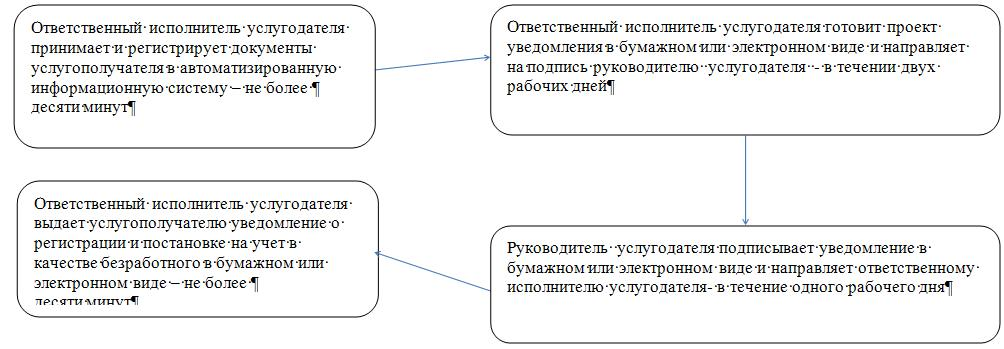 Ответственный исполнитель услугодателя
принимает и регистрирует документы
услугополучателя в автоматизированную
информационную систему – не более ¶
десяти минут¶
Ответственный исполнитель услугодателя готовит проект
уведомления в бумажном или электронном виде и направляет
на подпись руководителю услугодателя - в течении двух
рабочих дней¶
Руководитель услугодателя подписывает уведомление в
бумажном или электронном виде и направляет ответственному
исполнителю услугодателя- в течение одного рабочего дня¶
Ответственный исполнитель услугодателя
выдает услугополучателю уведомление о
регистрации и постановке на учет в
качестве безработного в бумажном или
электронном виде – не более ¶
десяти минут¶